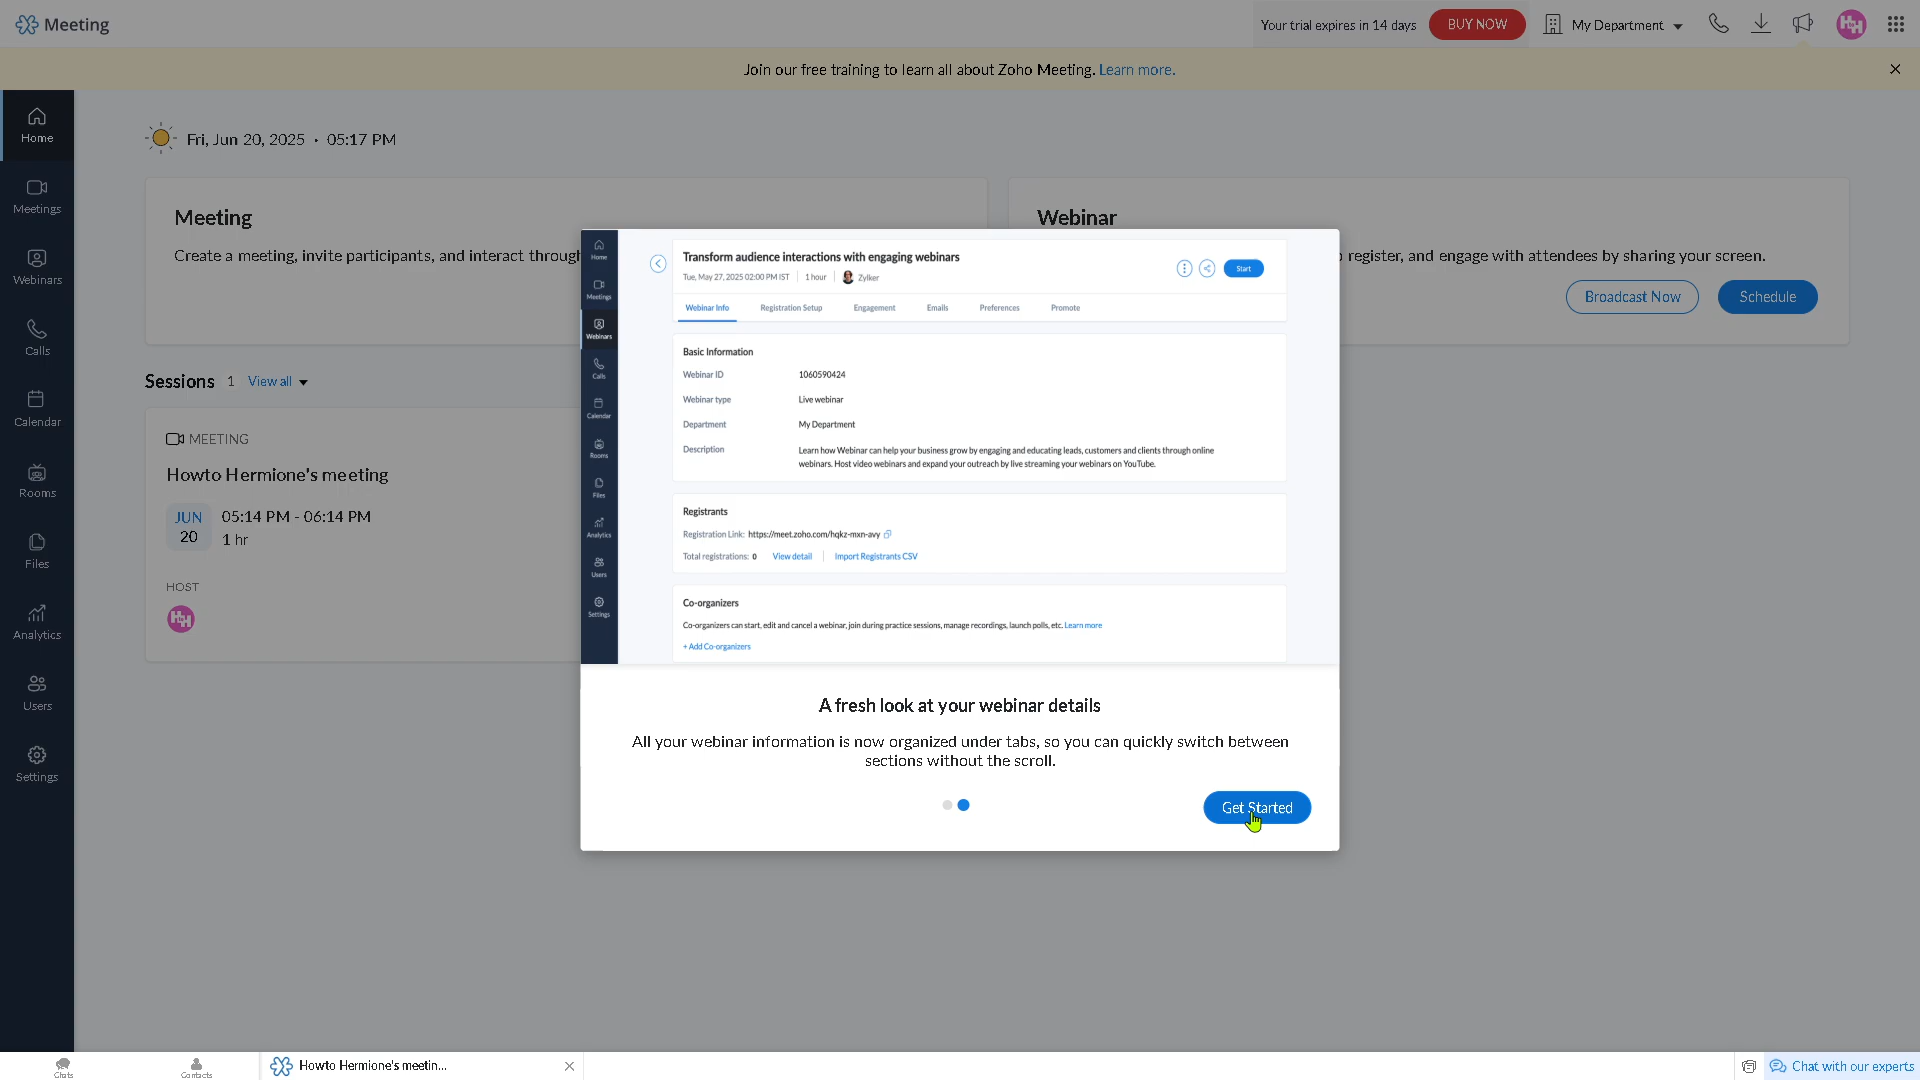 Meeting
Your trial expires in 14 days
BUY NOW
My Department
Join our free training to learn all about Zoho Meeting. Learn more.
Home
Meetings
Webinars
Calls
Calendar
Rooms
Files
Analytics
Users
Settings
Fri, Jun 20, 2025 · 05:17 PM
Meeting
Create a meeting, invite participants, and interact through
Webinar
register, and engage with attendees by sharing your screen.
Broadcast Now
Schedule
Sessions 1 View all
MEETING
Howto Hermione's meeting
JUN
20
05:14 PM - 06:14 PM
1 hr
HOST
HH
Home
Meetings
Webinars
Calls
Calendar
Rooms
Files
Analytics
Users
Settings
Transform audience interactions with engaging webinars
Tue, May 27, 2025 02:00 PM IST
1 hour
Zylker
Start
Webinar Info
Registration Setup
Engagement
Emails
Preferences
Promote
Basic Information
Webinar ID 1060590424
Webinar type Live webinar
Department My Department
Description Learn how Webinar can help your business grow by engaging and educating leads, customers and clients through online
webinars. Host video webinars and expand your outreach by live streaming your webinars on YouTube.
Registrants
Registration Link: https://meet.zoho.com/hqkz-mxn-avy
Total registrations: 0 View detail Import Registrants CSV
Co-organizers
Co-organizers can start, edit and cancel a webinar, join during practice sessions, manage recordings, launch polls, etc. Learn more
+ Add Co-organizers
A fresh look at your webinar details
All your webinar information is now organized under tabs, so you can quickly switch between
sections without the scroll.
Get Started
Chats
Contacts
Howto Hermione's meetin...
Chat with our experts